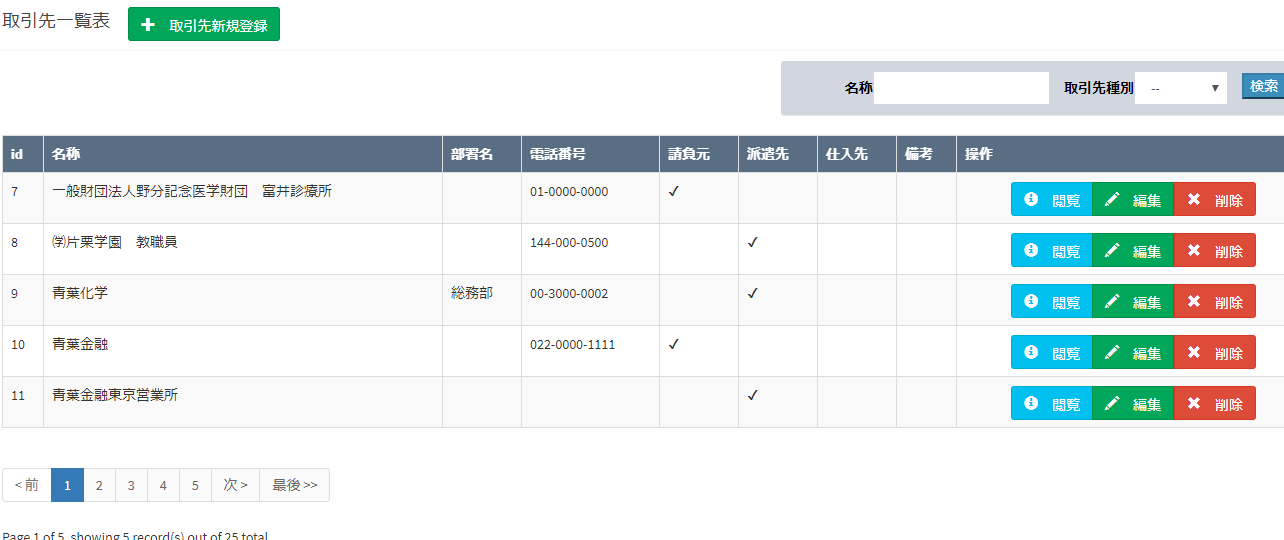 取引先一覧表 取引先新規登録
名称 取引先種別 -- 検索
id 名称 部署名 電話番号 請負元 派遣先 仕入先 備考 操作
7 一般財団法人野分記念医学財団　富井診療所 01-0000-0000 ✓ 閲覧 編集 削除
8 ㈻片栗学園　教職員 144-000-0500 ✓ 閲覧 編集 削除
9 青葉化学 総務部 00-3000-0002 ✓ 閲覧 編集 削除
10 青葉金融 022-0000-1111 ✓ 閲覧 編集 削除
11 青葉金融東京営業所 ✓ 閲覧 編集 削除
< 前 1 2 3 4 5 次 > 最後 >>
Page 1 of 5, showing 5 record(s) out of 25 total